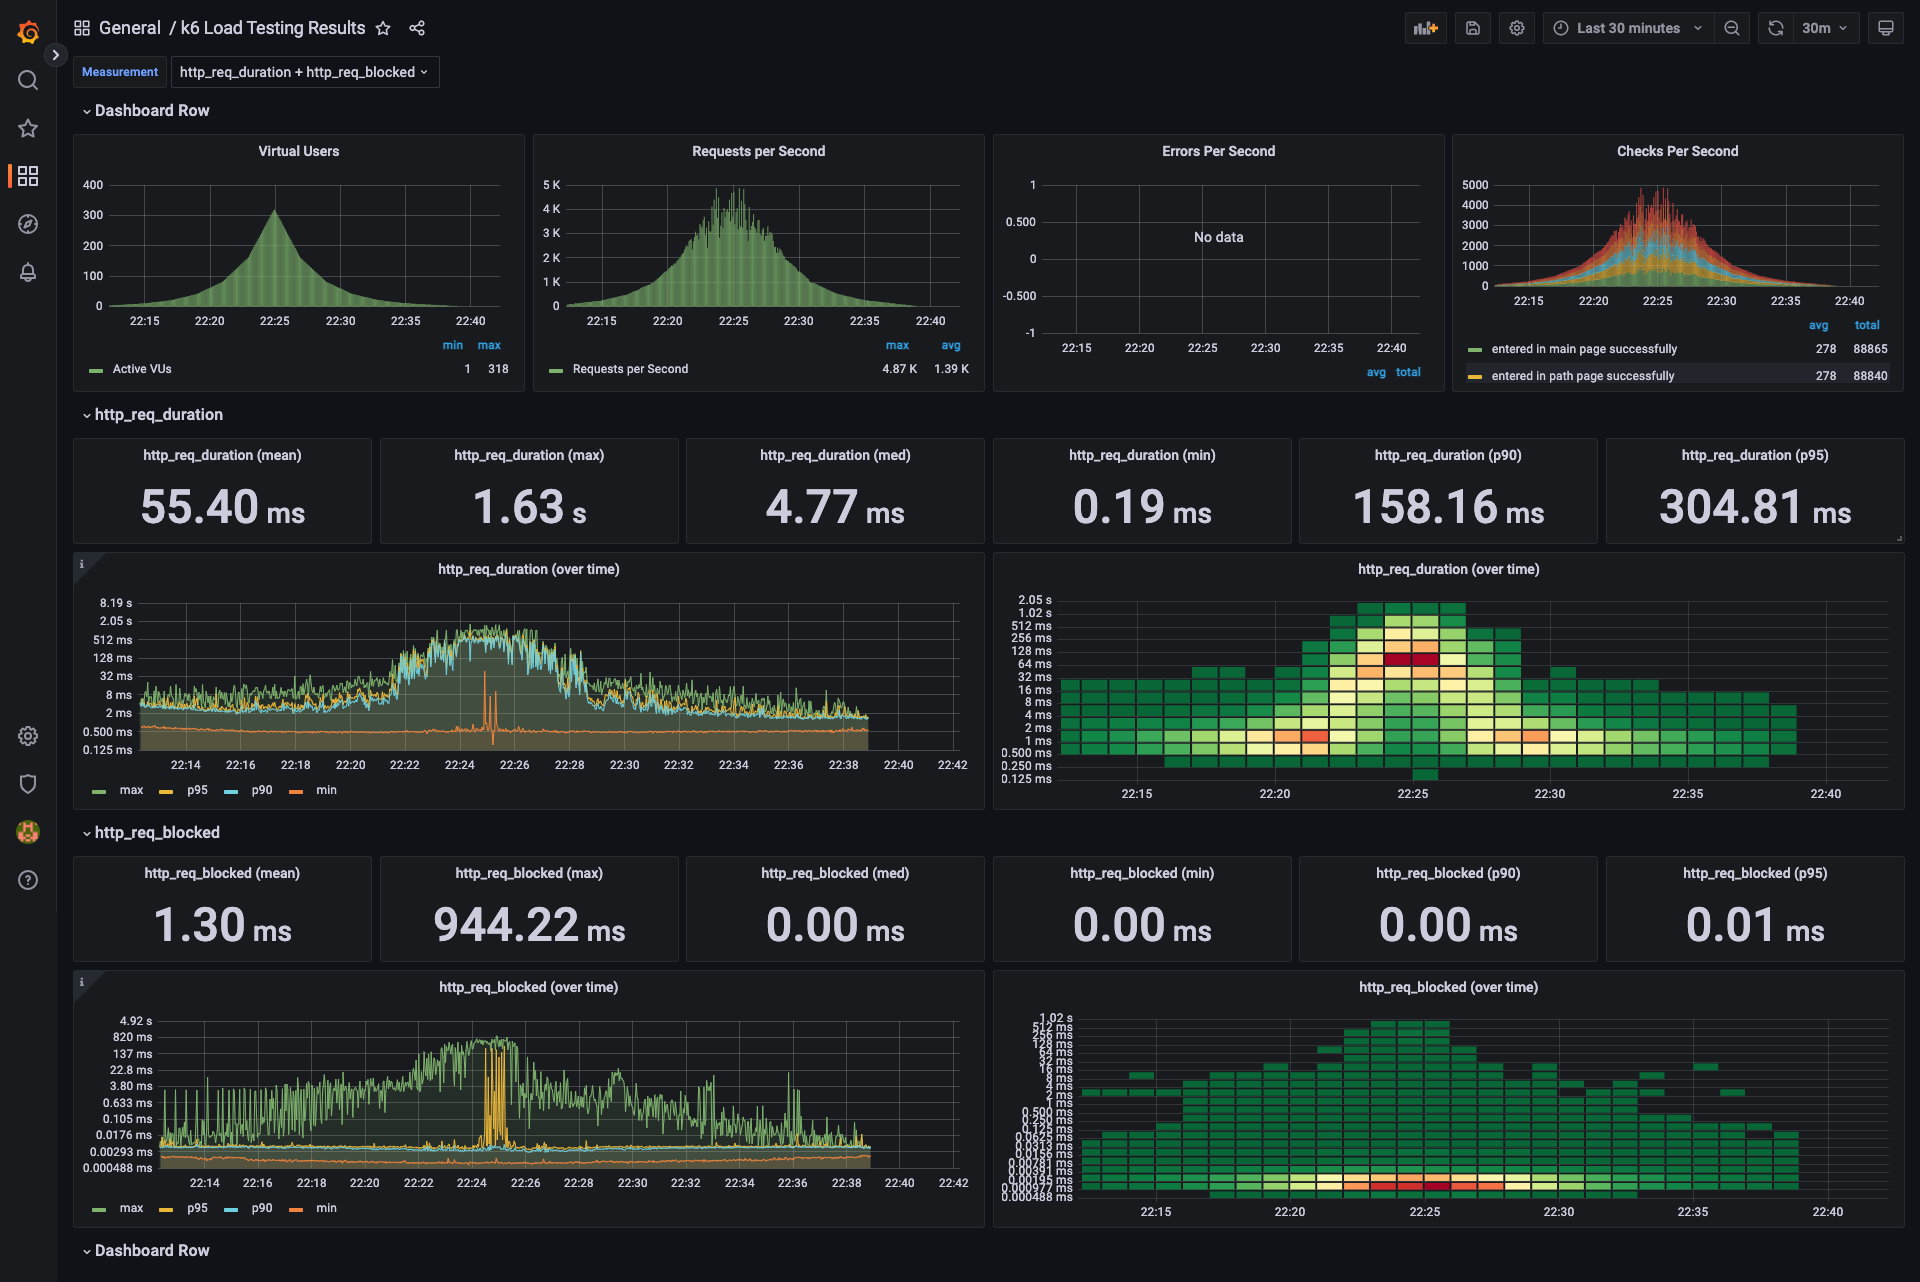 General / k6 Load Testing Results
Last 30 minutes
30m
Measurement
http_req_duration + http_req_blocked
Dashboard Row
Virtual Users
400
300
200
100
0
22:15 22:20 22:25 22:30 22:35 22:40
min max
Active VUs 1 318
Requests per Second
5 K
4 K
3 K
2 K
1 K
0
22:15 22:20 22:25 22:30 22:35 22:40
max avg
Requests per Second 4.87 K 1.39 K
Errors Per Second
1
0.500
0
-0.500
-1
No data
22:15 22:20 22:25 22:30 22:35 22:40
avg total
Checks Per Second
5000
4000
3000
2000
1000
0
22:15 22:20 22:25 22:30 22:35 22:40
avg total
entered in main page successfully 278 88865
entered in path page successfully 278 88840
http_req_duration
http_req_duration (mean)
55.40 ms
http_req_duration (max)
1.63 s
http_req_duration (med)
4.77 ms
http_req_duration (min)
0.19 ms
http_req_duration (p90)
158.16 ms
http_req_duration (p95)
304.81 ms
http_req_duration (over time)
8.19 s
2.05 s
512 ms
128 ms
32 ms
8 ms
2 ms
0.500 ms
0.125 ms
22:14 22:16 22:18 22:20 22:22 22:24 22:26 22:28 22:30 22:32 22:34 22:36 22:38 22:40 22:42
max p95 p90 min
http_req_duration (over time)
2.05 s
1.02 s
512 ms
256 ms
128 ms
64 ms
32 ms
16 ms
8 ms
4 ms
2 ms
1 ms
0.500 ms
0.250 ms
0.125 ms
22:15 22:20 22:25 22:30 22:35 22:40
http_req_blocked
http_req_blocked (mean)
1.30 ms
http_req_blocked (max)
944.22 ms
http_req_blocked (med)
0.00 ms
http_req_blocked (min)
0.00 ms
http_req_blocked (p90)
0.00 ms
http_req_blocked (p95)
0.01 ms
http_req_blocked (over time)
4.92 s
820 ms
137 ms
22.8 ms
3.80 ms
0.633 ms
0.105 ms
0.0176 ms
0.00293 ms
0.000488 ms
22:14 22:16 22:18 22:20 22:22 22:24 22:26 22:28 22:30 22:32 22:34 22:36 22:38 22:40 22:42
max p95 p90 min
http_req_blocked (over time)
1.02 s
512 ms
256 ms
128 ms
64 ms
32 ms
16 ms
8 ms
4 ms
2 ms
1 ms
0.500 ms
0.250 ms
0.125 ms
0.0625 ms
0.0313 ms
0.0156 ms
0.00781 ms
0.00391 ms
0.00195 ms
0.000977 ms
0.000488 ms
22:15 22:20 22:25 22:30 22:35 22:40
Dashboard Row